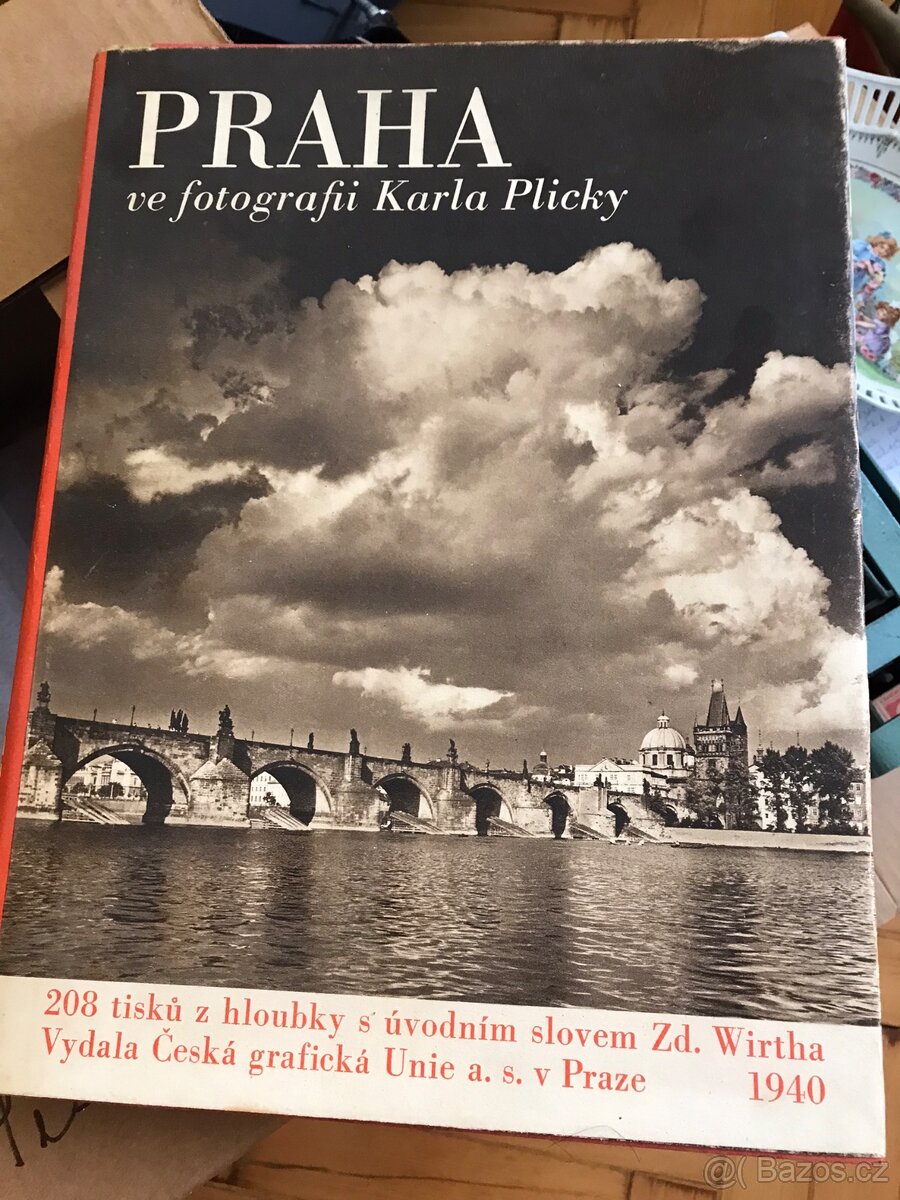 PRAHA
ve fotografii Karla Plicky
208 tisků z hloubky s úvodním slovem Zd. Wirtha
Vydala Česká grafická Unie a. s. v Praze 1940
@( Bazos.cz